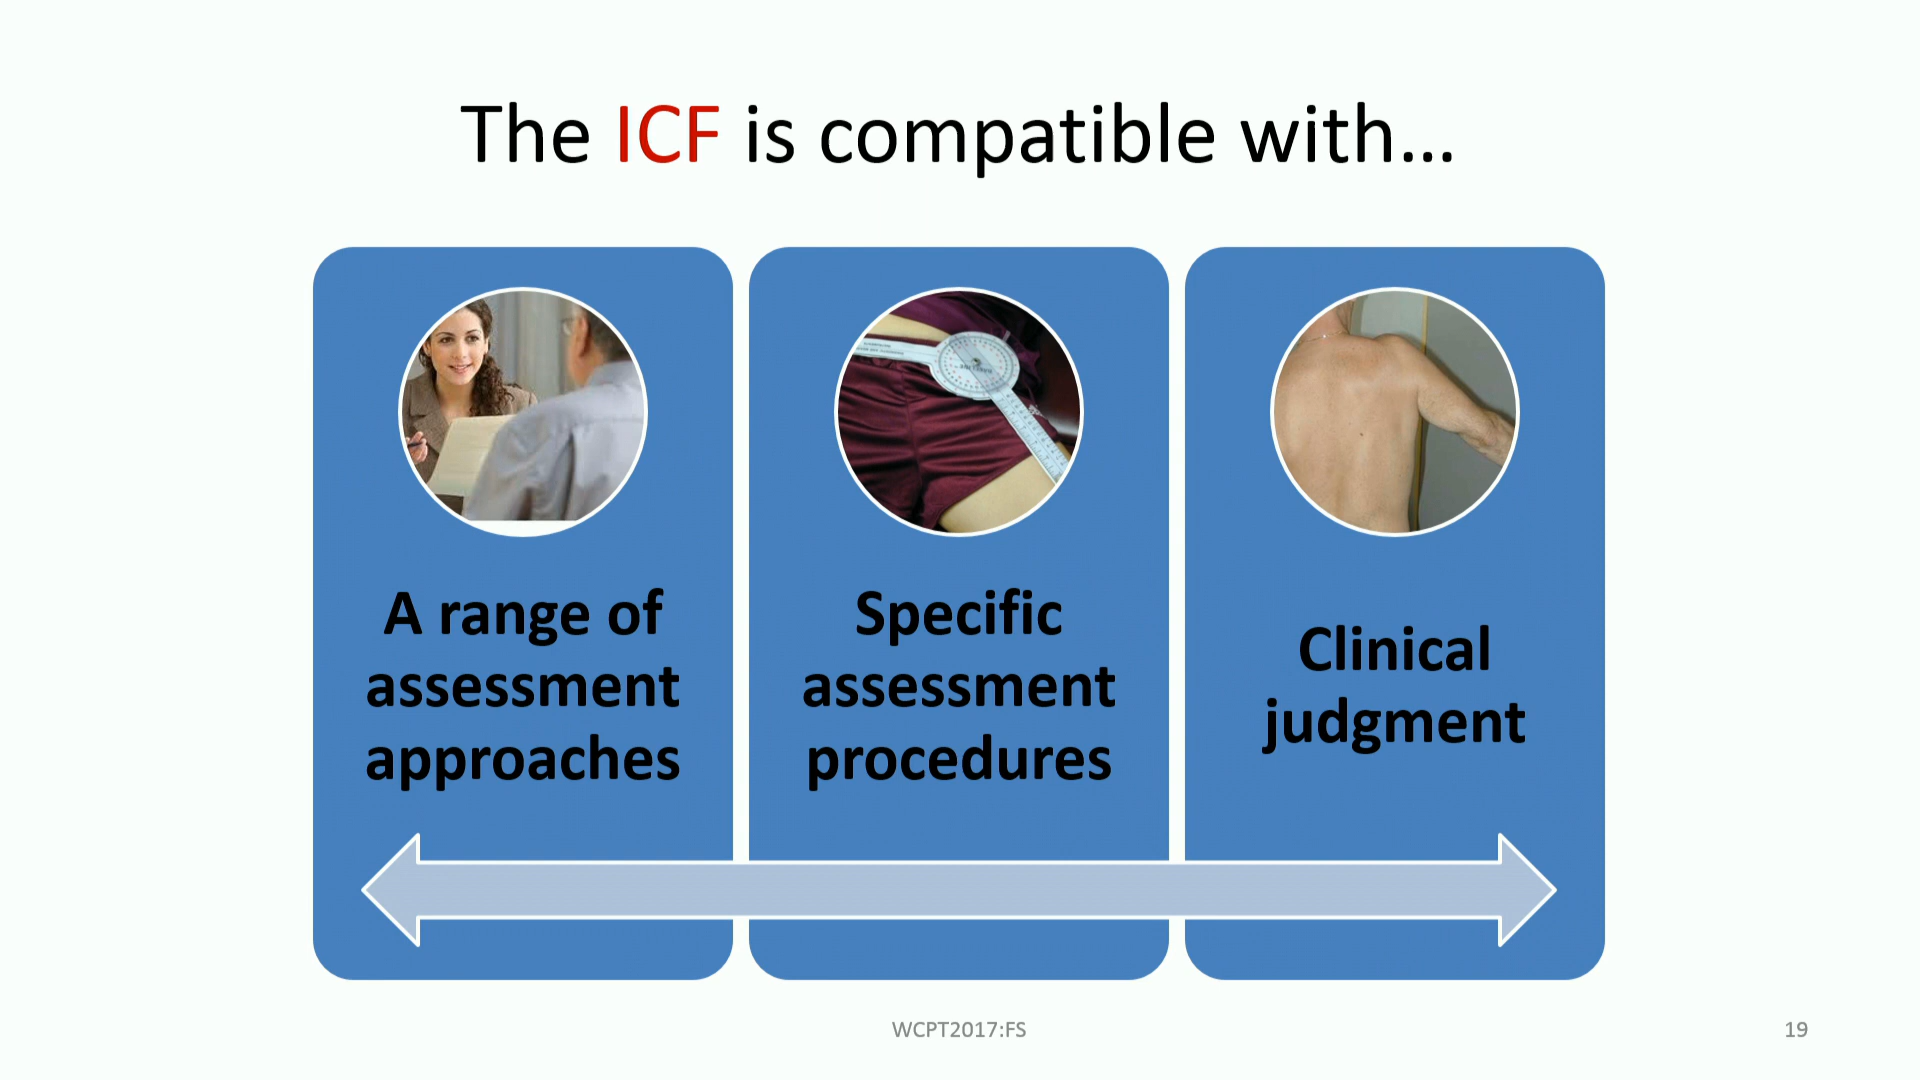 The ICF is compatible with...
A range of
assessment
approaches
Specific
assessment
procedures
Clinical
judgment
WCPT2017:FS
19